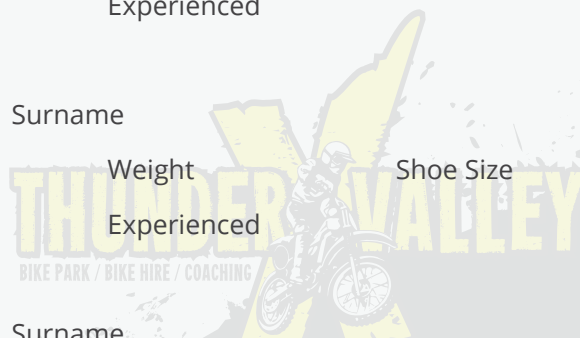 Experienced
Surname
Weight Shoe Size
THUNDER VALLEY
Experienced
BIKE PARK / BIKE HIRE / COACHING
Surname